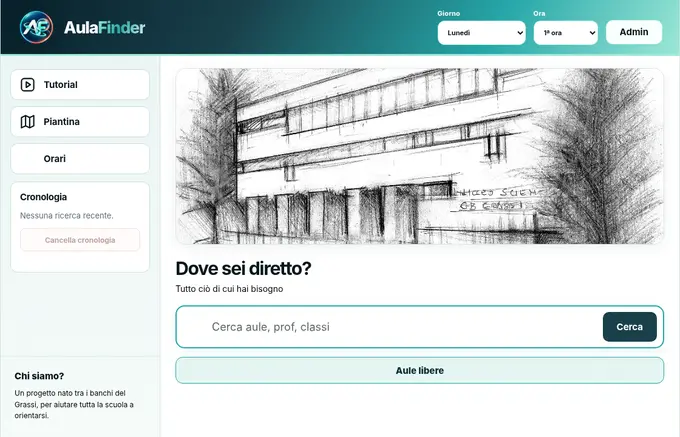 AulaFinder
Giorno
Ora
Lunedì
1ª ora
Admin
Tutorial
Piantina
Orari
Cronologia
Nessuna ricerca recente.
Cancella cronologia
Chi siamo?
Un progetto nato tra i banchi del
Grassi, per aiutare tutta la scuola a
orientarsi.
Dove sei diretto?
Tutto ciò di cui hai bisogno
Cerca aule, prof, classi
Cerca
Aule libere